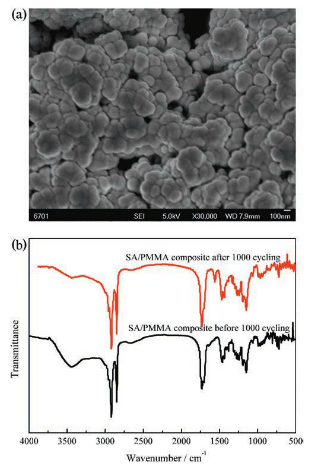 (a)
6701 SEI 5.0kV X30,000 WD 7.9mm 100nm
(b)
SA/PMMA composite after 1000 cycling
SA/PMMA composite before 1000 cycling
Transmittance
4000 3500 3000 2500 2000 1500 1000 500
Wavenumber / cm⁻¹